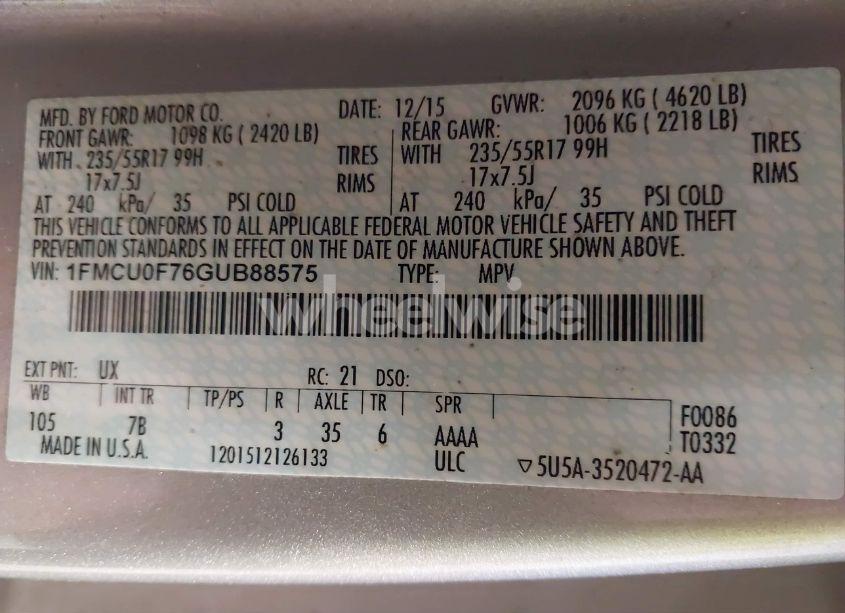 MFD. BY FORD MOTOR CO. DATE: 12/15 GVWR: 2096 KG ( 4620 LB)
FRONT GAWR: 1098 KG ( 2420 LB) REAR GAWR: 1006 KG ( 2218 LB)
WITH 235/55R17 99H TIRES WITH 235/55R17 99H TIRES
17x7.5J RIMS 17x7.5J RIMS
AT 240 kPa/ 35 PSI COLD AT 240 kPa/ 35 PSI COLD
THIS VEHICLE CONFORMS TO ALL APPLICABLE FEDERAL MOTOR VEHICLE SAFETY AND THEFT
PREVENTION STANDARDS IN EFFECT ON THE DATE OF MANUFACTURE SHOWN ABOVE.
VIN: 1FMCU0F76GUB88575 TYPE: MPV
wheelwise
EXT PNT: UX RC: 21 DSO:
WB INT TR TP/PS R AXLE TR SPR
105 7B 3 35 6 AAAA F0086
MADE IN U.S.A. 1201512126133 ULC T0332
▽5U5A-3520472-AA